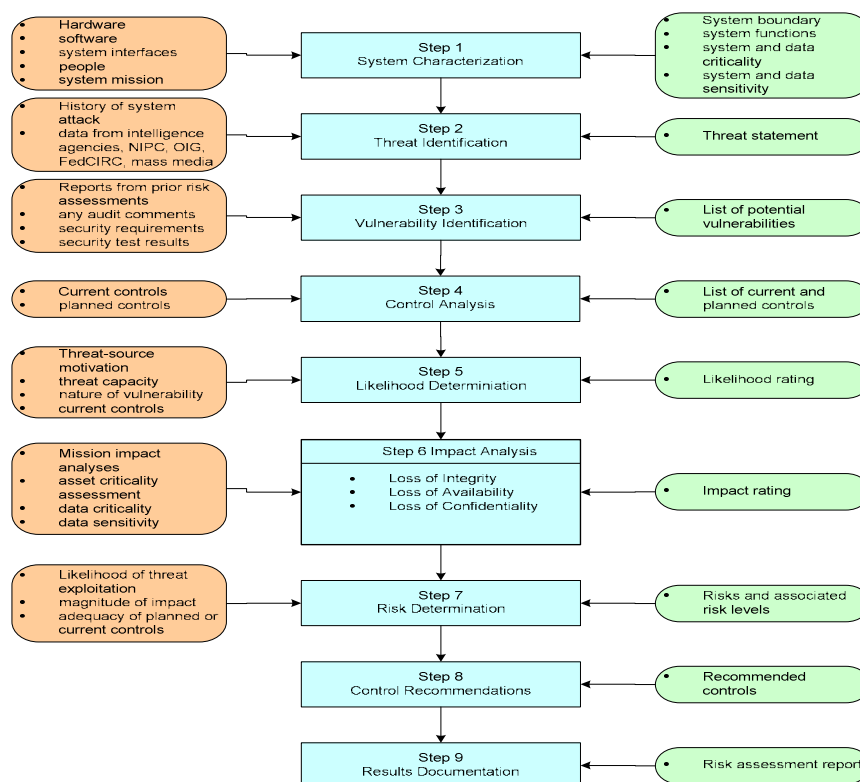 • Hardware
• software
• system interfaces
• people
• system mission
Step 1
System Characterization
• System boundary
• system functions
• system and data
criticality
• system and data
sensitivity
• History of system
attack
• data from intelligence
agencies, NIPC, OIG,
FedCIRC, mass media
Step 2
Threat Identification
• Threat statement
• Reports from prior risk
assessments
• any audit comments
• security requirements
• security test results
Step 3
Vulnerability Identification
• List of potential
vulnerabilities
• Current controls
• planned controls
Step 4
Control Analysis
• List of current and
planned controls
• Threat-source
motivation
• threat capacity
• nature of vulnerability
• current controls
Step 5
Likelihood Determiniation
• Likelihood rating
• Mission impact
analyses
• asset criticality
assessment
• data criticality
• data sensitivity
Step 6 Impact Analysis
• Loss of Integrity
• Loss of Availability
• Loss of Confidentiality
• Impact rating
• Likelihood of threat
exploitation
• magnitude of impact
• adequacy of planned or
current controls
Step 7
Risk Determination
• Risks and associated
risk levels
Step 8
Control Recommendations
• Recommended
controls
Step 9
Results Documentation
• Risk assessment report